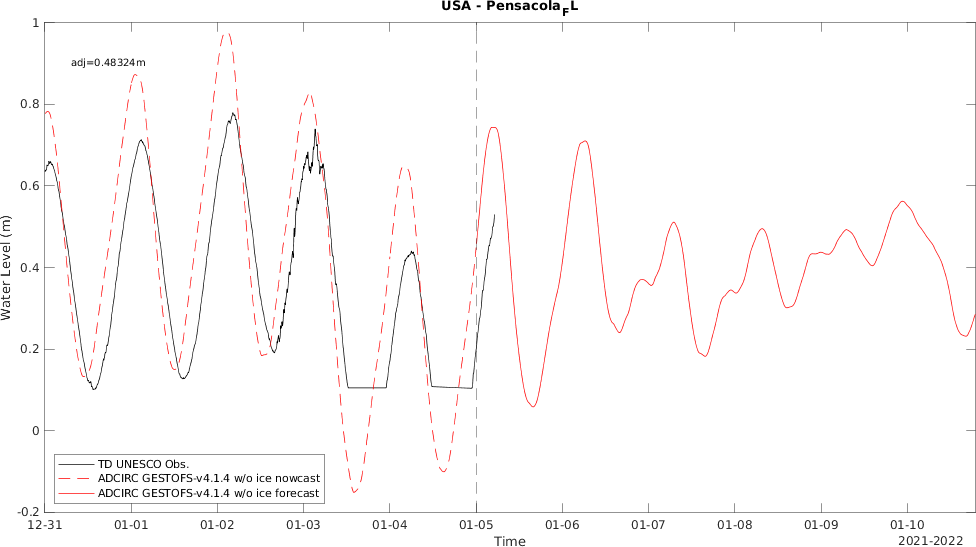 USA - Pensacola_FL
1
adj=0.48324m
0.8
0.6
0.4
0.2
0
-0.2
Water Level (m)
TD UNESCO Obs.
ADCIRC GESTOFS-v4.1.4 w/o ice nowcast
ADCIRC GESTOFS-v4.1.4 w/o ice forecast
12-31 01-01 01-02 01-03 01-04 01-05 01-06 01-07 01-08 01-09 01-10
Time
2021-2022